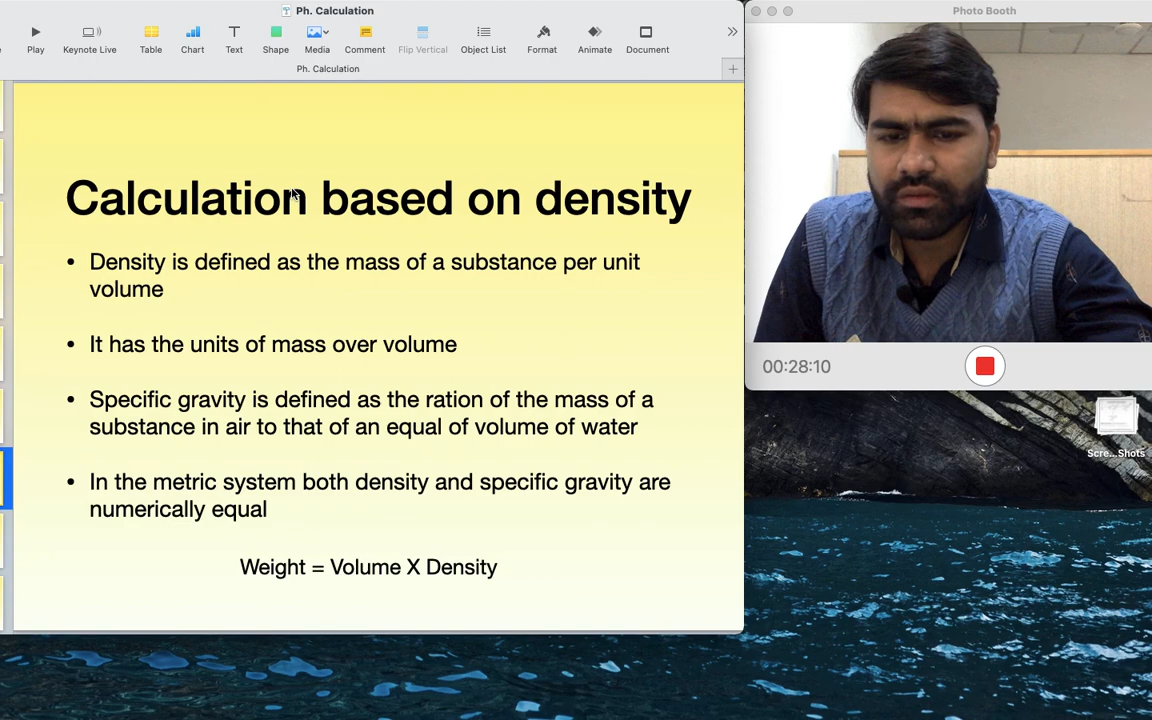 Ph. Calculation
Play
Keynote Live
Table
Chart
Text
Shape
Media
Comment
Flip Vertical
Object List
Format
Animate
Document
Ph. Calculation
Calculation based on density
• Density is defined as the mass of a substance per unit
volume
• It has the units of mass over volume
• Specific gravity is defined as the ration of the mass of a
substance in air to that of an equal of volume of water
• In the metric system both density and specific gravity are
numerically equal
Weight = Volume X Density
Photo Booth
00:28:10
Scre...Shots